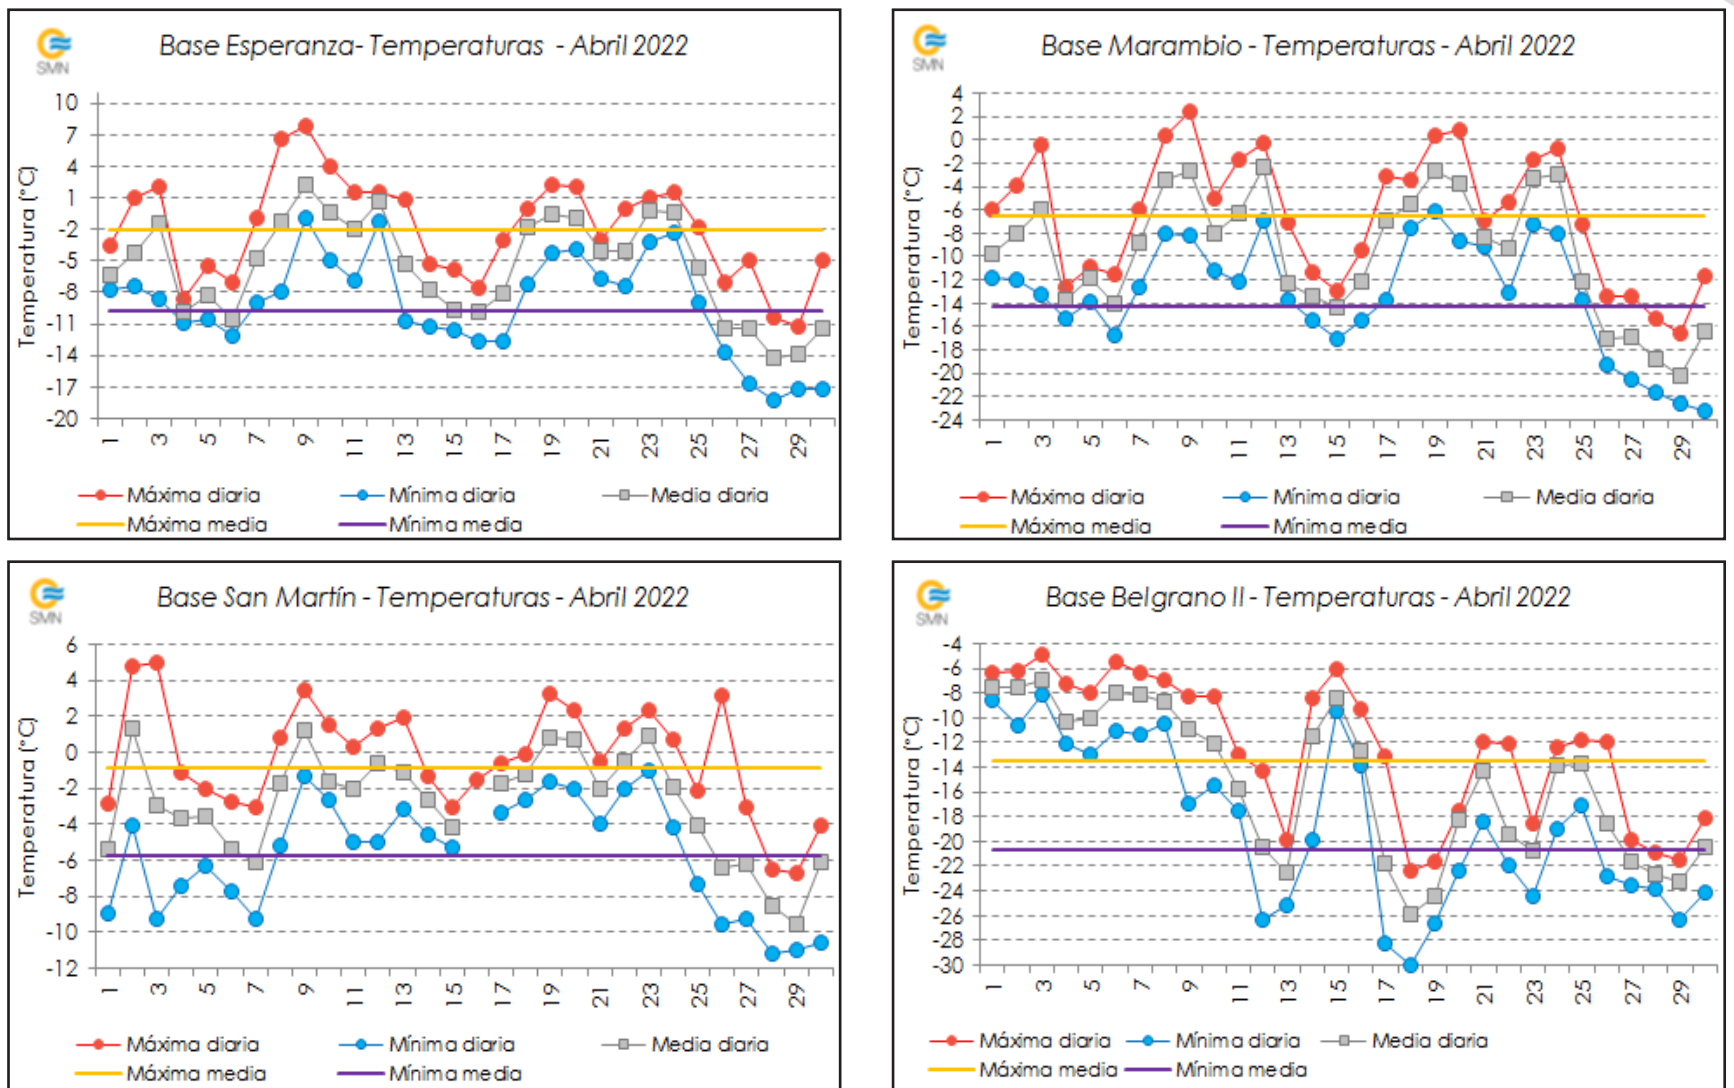 SMN
Base Esperanza- Temperaturas - Abril 2022
Temperatura (°C)
10
7
4
1
-2
-5
-8
-11
-14
-17
-20
1 3 5 7 9 11 13 15 17 19 21 23 25 27 29
Máxima diaria Mínima diaria Media diaria
Máxima media Mínima media
SMN
Base Marambio - Temperaturas - Abril 2022
Temperatura (°C)
4
2
0
-2
-4
-6
-8
-10
-12
-14
-16
-18
-20
-22
-24
1 3 5 7 9 11 13 15 17 19 21 23 25 27 29
Máxima diaria Mínima diaria Media diaria
Máxima media Mínima media
SMN
Base San Martín - Temperaturas - Abril 2022
Temperatura (°C)
6
4
2
0
-2
-4
-6
-8
-10
-12
1 3 5 7 9 11 13 15 17 19 21 23 25 27 29
Máxima diaria Mínima diaria Media diaria
Máxima media Mínima media
SMN
Base Belgrano II - Temperaturas - Abril 2022
Temperatura (°C)
-4
-6
-8
-10
-12
-14
-16
-18
-20
-22
-24
-26
-28
-30
1 3 5 7 9 11 13 15 17 19 21 23 25 27 29
Máxima diaria Mínima diaria Media diaria
Máxima media Mínima media